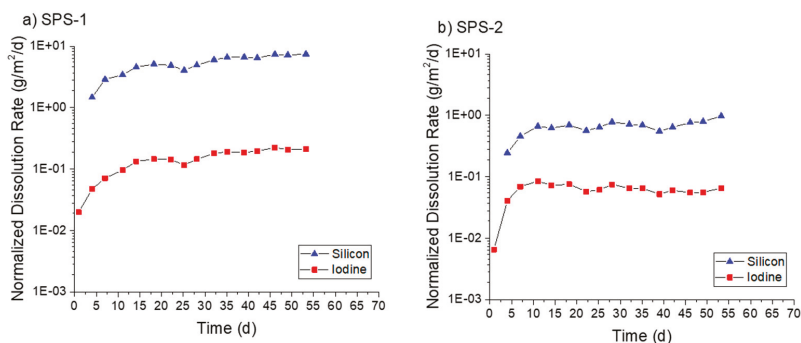 a) SPS-1
Normalized Dissolution Rate (g/m²/d)
1E+01
1E+00
1E-01
1E-02
1E-03
0 5 10 15 20 25 30 35 40 45 50 55 60 65 70
Time (d)
Silicon
Iodine
b) SPS-2
Normalized Dissolution Rate (g/m²/d)
1E+01
1E+00
1E-01
1E-02
1E-03
0 5 10 15 20 25 30 35 40 45 50 55 60 65 70
Time (d)
Silicon
Iodine